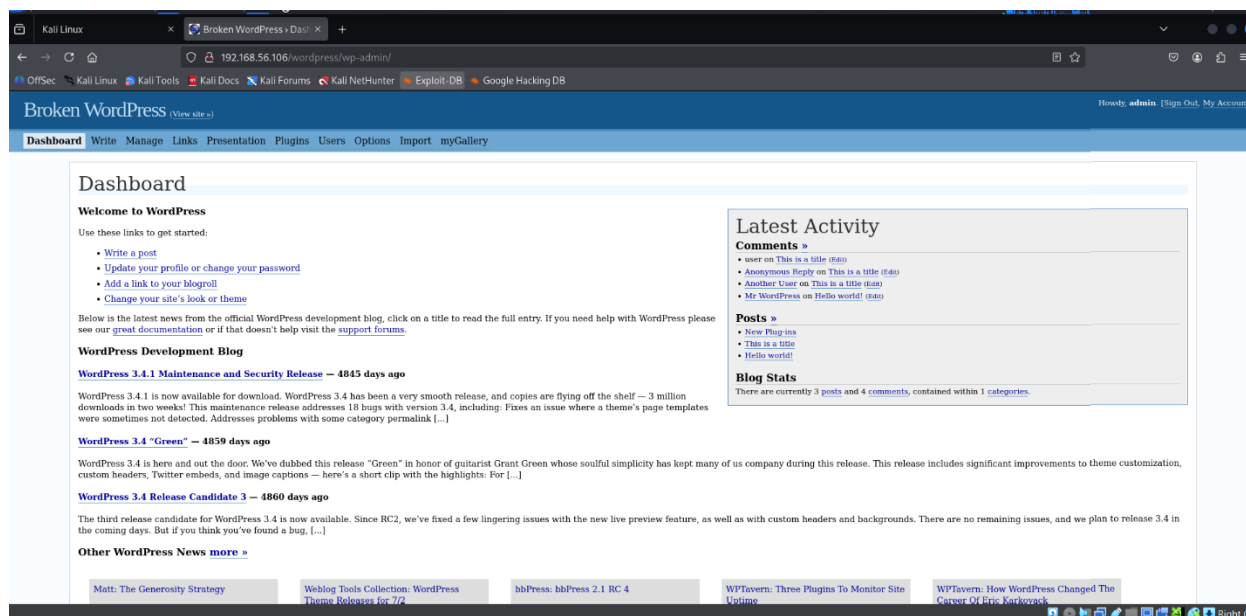 Kali Linux
Broken WordPress › Dash
192.168.56.106/wordpress/wp-admin/
OffSec Kali Linux Kali Tools Kali Docs Kali Forums Kali NetHunter Exploit-DB Google Hacking DB
Broken WordPress (View site »)
Howdy, admin. [Sign Out, My Accoun
Dashboard Write Manage Links Presentation Plugins Users Options Import myGallery
Dashboard
Welcome to WordPress
Use these links to get started:
• Write a post
• Update your profile or change your password
• Add a link to your blogroll
• Change your site's look or theme
Below is the latest news from the official WordPress development blog, click on a title to read the full entry. If you need help with WordPress please
see our great documentation or if that doesn't help visit the support forums.
WordPress Development Blog
WordPress 3.4.1 Maintenance and Security Release — 4845 days ago
WordPress 3.4.1 is now available for download. WordPress 3.4 has been a very smooth release, and copies are flying off the shelf — 3 million
downloads in two weeks! This maintenance release addresses 18 bugs with version 3.4, including: Fixes an issue where a theme's page templates
were sometimes not detected. Addresses problems with some category permalink [...]
Latest Activity
Comments »
• user on This is a title (Edit)
• Anonymous Reply on This is a title (Edit)
• Another User on This is a title (Edit)
• Mr WordPress on Hello world! (Edit)
Posts »
• New Plug-ins
• This is a title
• Hello world!
Blog Stats
There are currently 3 posts and 4 comments, contained within 1 categories.
WordPress 3.4 "Green" — 4859 days ago
WordPress 3.4 is here and out the door. We've dubbed this release "Green" in honor of guitarist Grant Green whose soulful simplicity has kept many of us company during this release. This release includes significant improvements to theme customization,
custom headers, Twitter embeds, and image captions — here's a short clip with the highlights: For [...]
WordPress 3.4 Release Candidate 3 — 4860 days ago
The third release candidate for WordPress 3.4 is now available. Since RC2, we've fixed a few lingering issues with the new live preview feature, as well as with custom headers and backgrounds. There are no remaining issues, and we plan to release 3.4 in
the coming days. But if you think you've found a bug, [...]
Other WordPress News more »
Matt: The Generosity Strategy
Weblog Tools Collection: WordPress
Theme Releases for 7/2
bbPress: bbPress 2.1 RC 4
WPTavern: Three Plugins To Monitor Site
Uptime
WPTavern: How WordPress Changed The
Career Of Eric Karkovack
Right